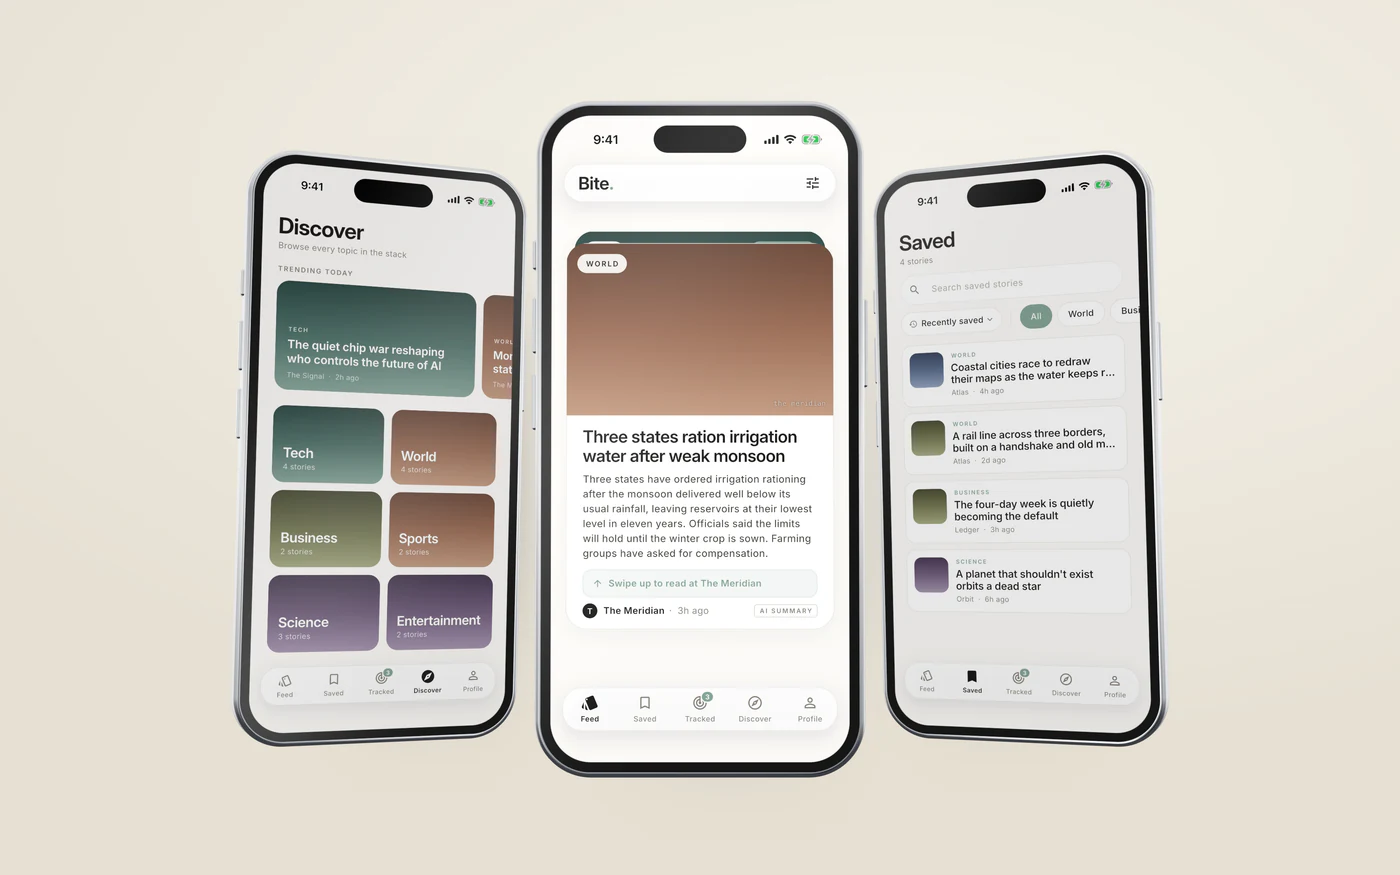 9:41
Discover
Browse every topic in the stack
TRENDING TODAY
TECH
The quiet chip war reshaping
who controls the future of AI
The Signal · 2h ago
WORL
Mor
stat
The M
Tech
4 stories
World
4 stories
Business
2 stories
Sports
2 stories
Science
3 stories
Entertainment
2 stories
Feed
Saved
3
Tracked
Discover
Profile
9:41
Bite.
WORLD
the meridian
Three states ration irrigation
water after weak monsoon
Three states have ordered irrigation rationing
after the monsoon delivered well below its
usual rainfall, leaving reservoirs at their lowest
level in eleven years. Officials said the limits
will hold until the winter crop is sown. Farming
groups have asked for compensation.
Swipe up to read at The Meridian
T The Meridian · 3h ago
AI SUMMARY
Feed
Saved
3
Tracked
Discover
Profile
9:41
Saved
4 stories
Search saved stories
Recently saved
All
World
Busi
WORLD
Coastal cities race to redraw
their maps as the water keeps r...
Atlas · 4h ago
WORLD
A rail line across three borders,
built on a handshake and old m...
Atlas · 2d ago
BUSINESS
The four-day week is quietly
becoming the default
Ledger · 3h ago
SCIENCE
A planet that shouldn't exist
orbits a dead star
Orbit · 6h ago
Feed
Saved
3
Tracked
Discover
Profile